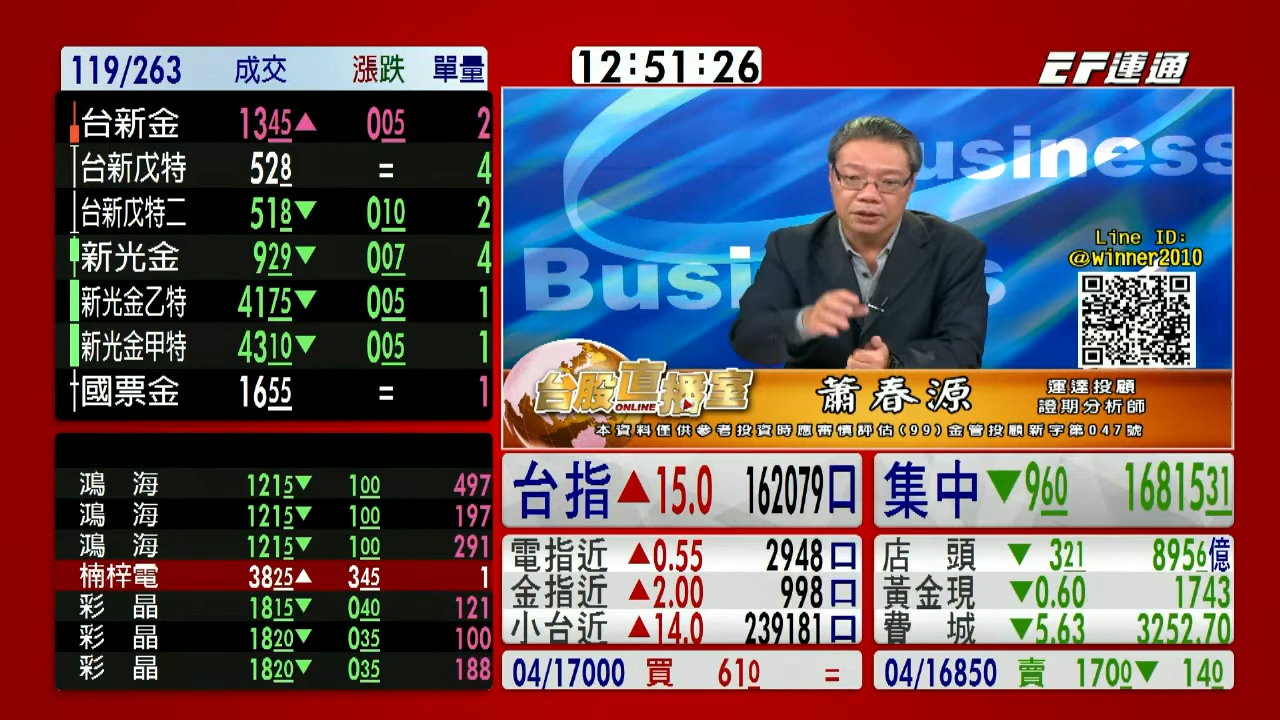 119/263 成交 漲跌 單量
台新金 1345▲ 005 2
台新戊特 528 = 4
台新戊特二 518▼ 010 2
新光金 929▼ 007 4
新光金乙特 4175▼ 005 1
新光金甲特 4310▼ 005 1
國票金 1655 = 1
鴻海 1215▼ 100 497
鴻海 1215▼ 100 197
鴻海 1215▼ 100 291
楠梓電 3825▲ 345 1
彩晶 1815▼ 040 121
彩晶 1820▼ 035 100
彩晶 1820▼ 035 188
12:51:26
EF運通
Business
Business
Line ID:
@winner2010
台股直播室
ONLINE
蕭春源
運達投顧
證期分析師
本資料僅供參考投資時應審慎評估(99)金管投顧新字第047號
台指▲15.0 162079口
集中▼960 1681531
電指近 ▲0.55 2948口
金指近 ▲2.00 998口
小台近 ▲14.0 239181口
店頭 ▼321 8956億
黃金現 ▼0.60 1743
費城 ▼5.63 3252.70
04/17000 買 610 =
04/16850 賣 1700▼ 140